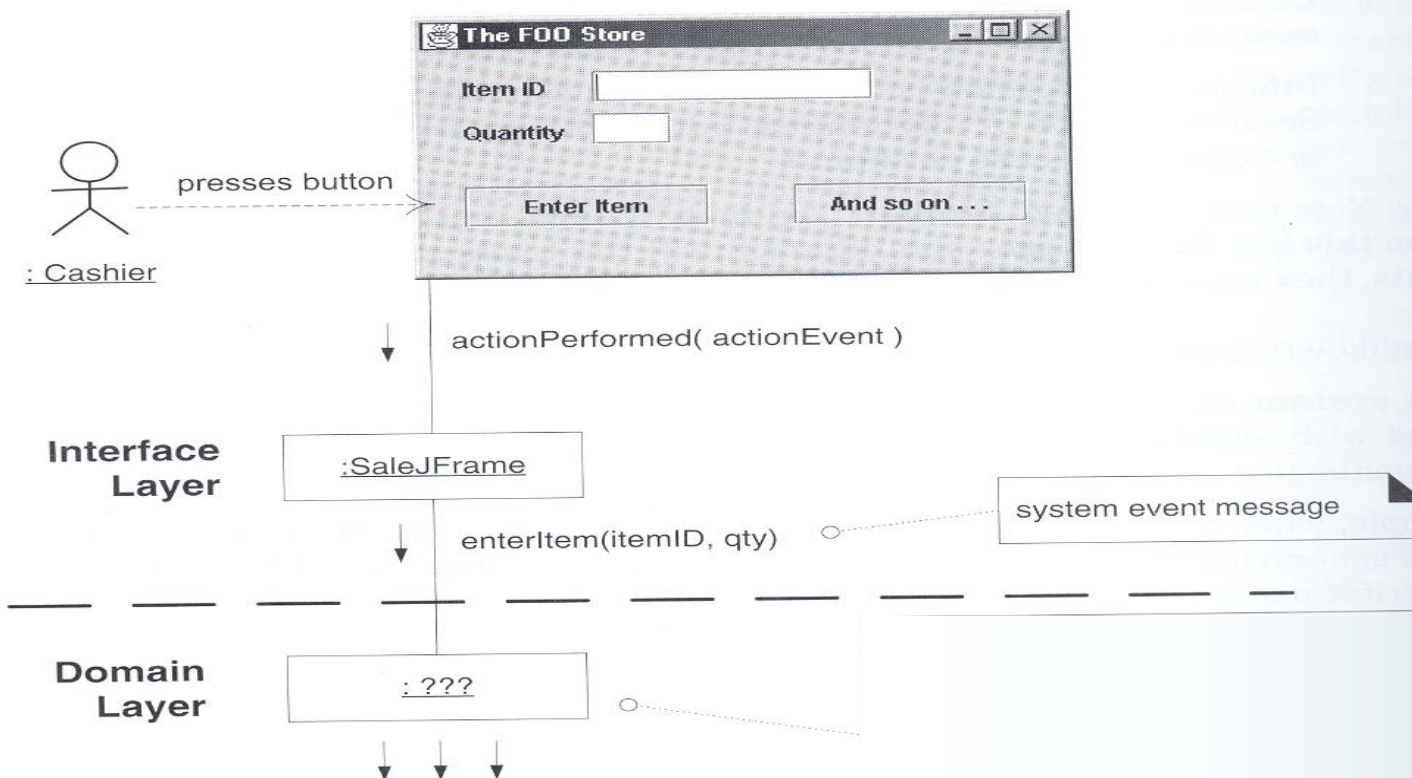 The FOO Store
Item ID
Quantity
presses button
Enter Item
And so on . . .
: Cashier
actionPerformed( actionEvent )
Interface
Layer
:SaleJFrame
system event message
enterItem(itemID, qty)
Domain
Layer
: ???